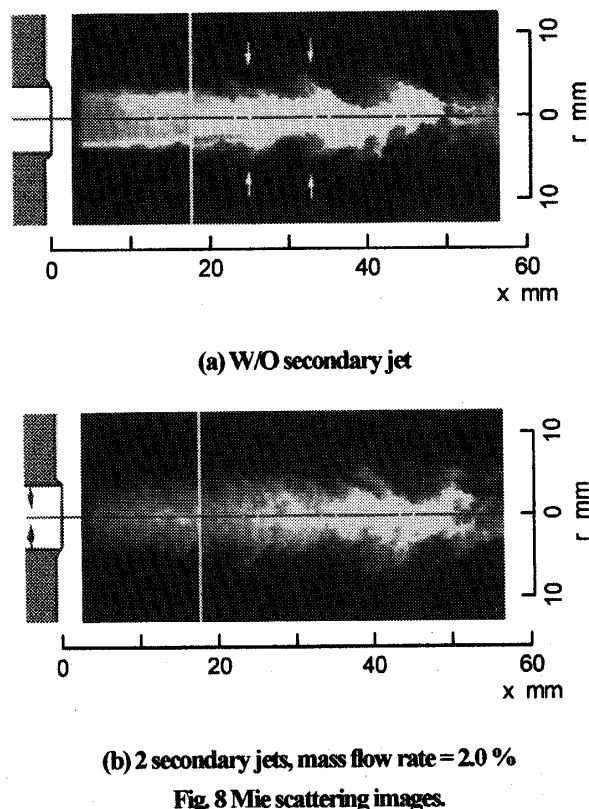 10
0
10
r mm
0 20 40 60
x mm
(a) W/O secondary jet
10
0
10
r mm
0 20 40 60
x mm
(b) 2 secondary jets, mass flow rate = 2.0 %
Fig. 8 Mie scattering images.